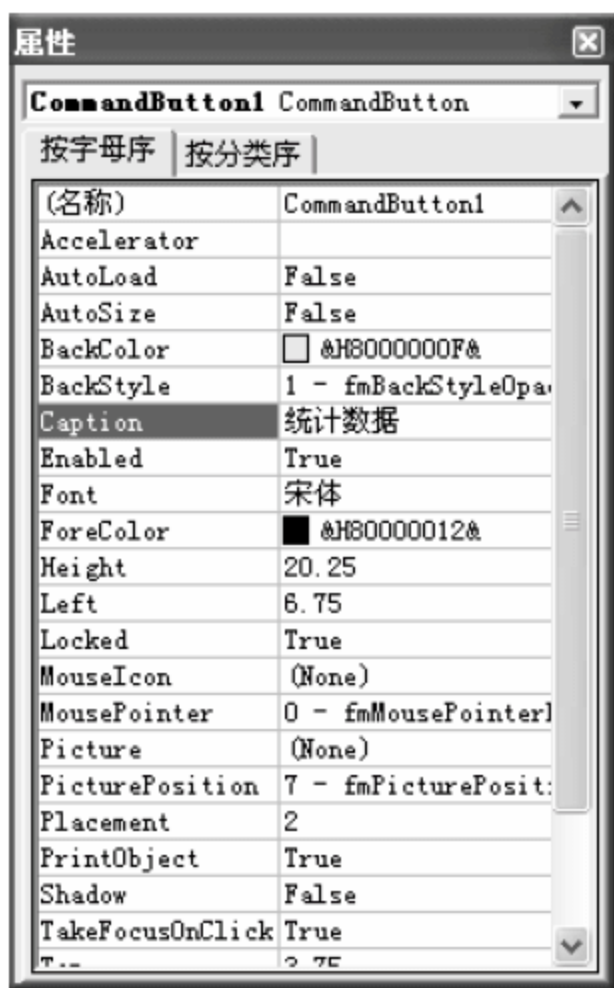 属性
CommandButton1 CommandButton
按字母序 按分类序
(名称) CommandButton1
Accelerator
AutoLoad False
AutoSize False
BackColor &H8000000F&
BackStyle 1 - fmBackStyleOpa
Caption 统计数据
Enabled True
Font 宋体
ForeColor &H80000012&
Height 20.25
Left 6.75
Locked True
MouseIcon (None)
MousePointer 0 - fmMousePointer
Picture (None)
PicturePosition 7 - fmPicturePosit
Placement 2
PrintObject True
Shadow False
TakeFocusOnClick True